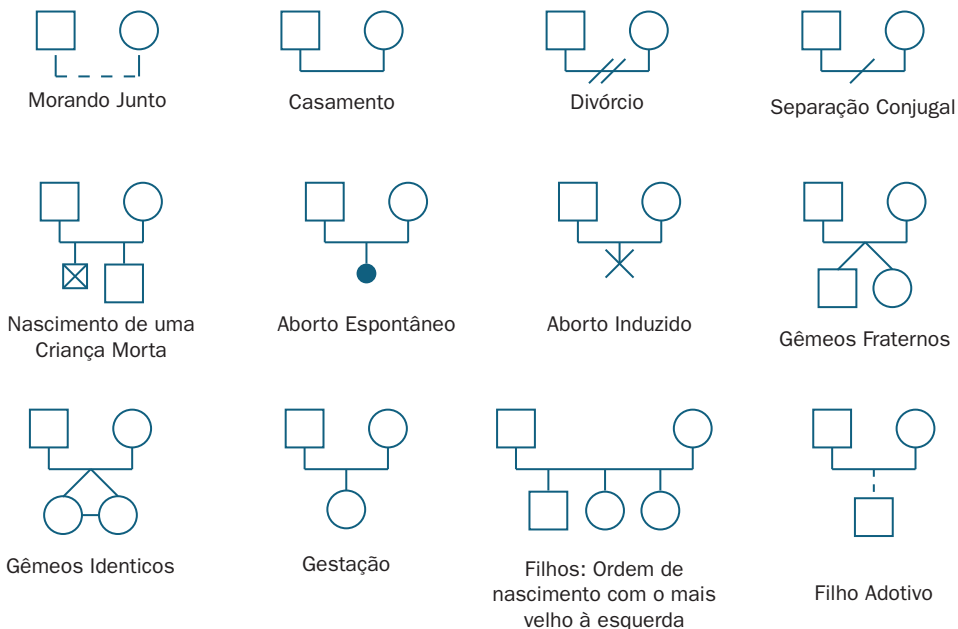 Morando Junto
Casamento
Divórcio
Separação Conjugal
Nascimento de uma
Criança Morta
Aborto Espontâneo
Aborto Induzido
Gêmeos Fraternos
Gêmeos Identicos
Gestação
Filhos: Ordem de
nascimento com o mais
velho à esquerda
Filho Adotivo